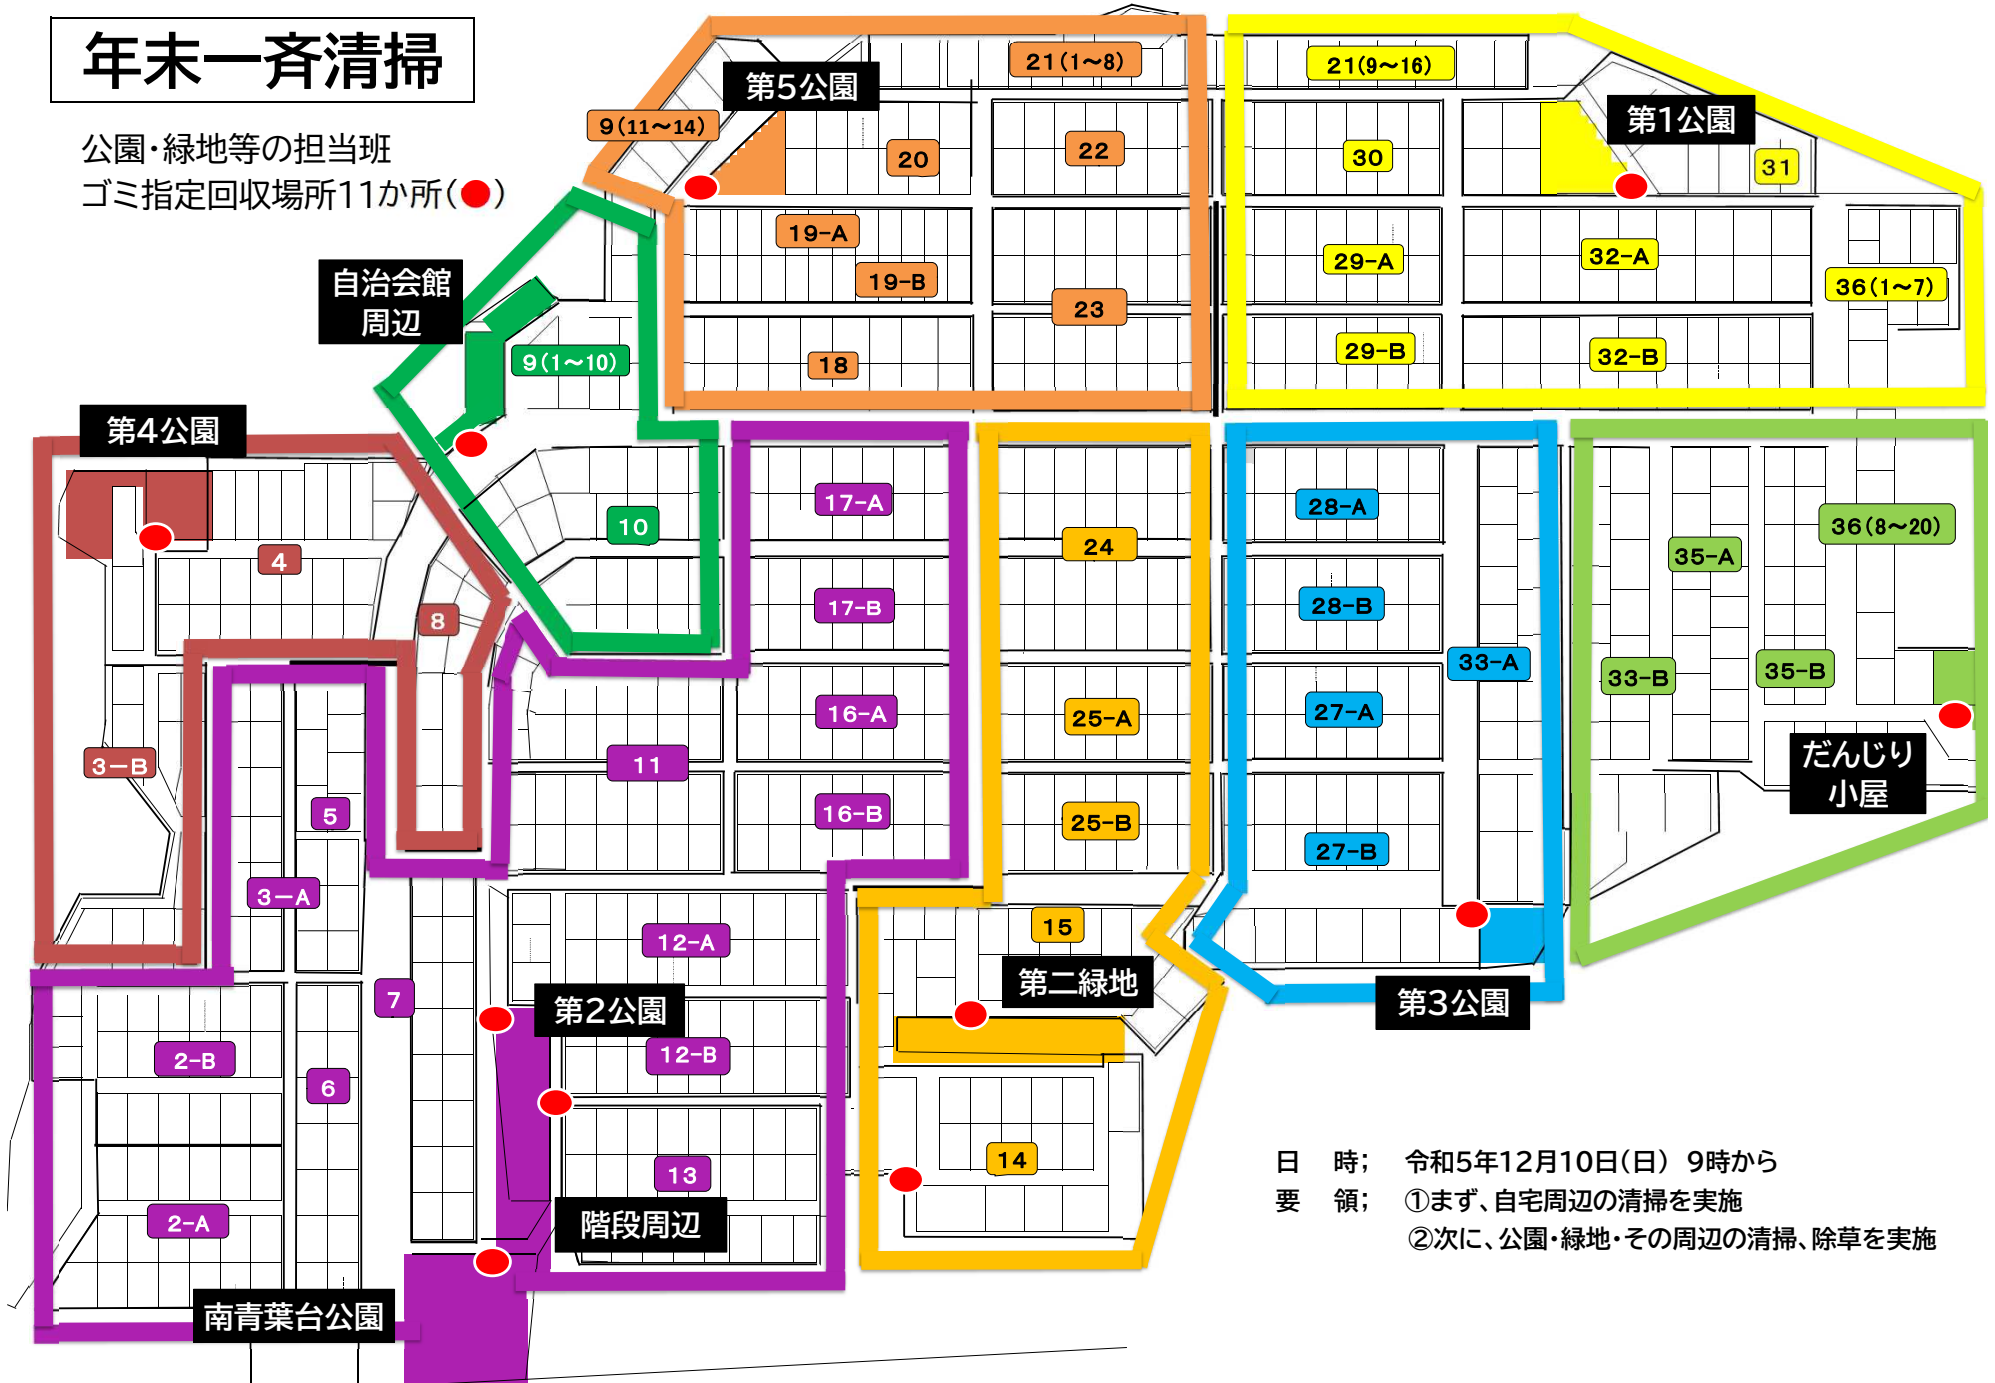 年末一斉清掃
公園・緑地等の担当班
ゴミ指定回収場所11か所(●)
第5公園
21(1～8)
21(9～16)
第1公園
9(11～14)
20
22
30
31
19-A
19-B
23
29-A
32-A
36(1～7)
自治会館
周辺
9(1～10)
18
29-B
32-B
第4公園
17-A
28-A
10
24
36(8～20)
35-A
4
8
17-B
28-B
33-A
33-B
35-B
3－B
11
16-A
25-A
27-A
だんじり
小屋
5
16-B
25-B
27-B
3－A
12-A
15
7
第2公園
第二緑地
第3公園
2-B
6
12-B
13
14
2-A
階段周辺
南青葉台公園
日　時；　令和5年12月10日(日)　9時から
要　領；　①まず、自宅周辺の清掃を実施
②次に、公園・緑地・その周辺の清掃、除草を実施